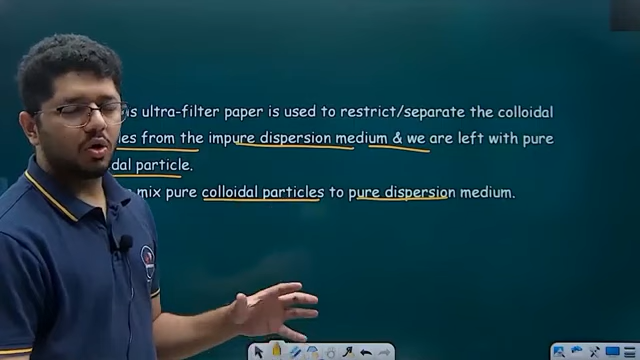 is ultra-filter paper is used to restrict/separate the colloidal
from the impure dispersion medium & we are left with pure
particle.
mix pure colloidal particles to pure dispersion medium.